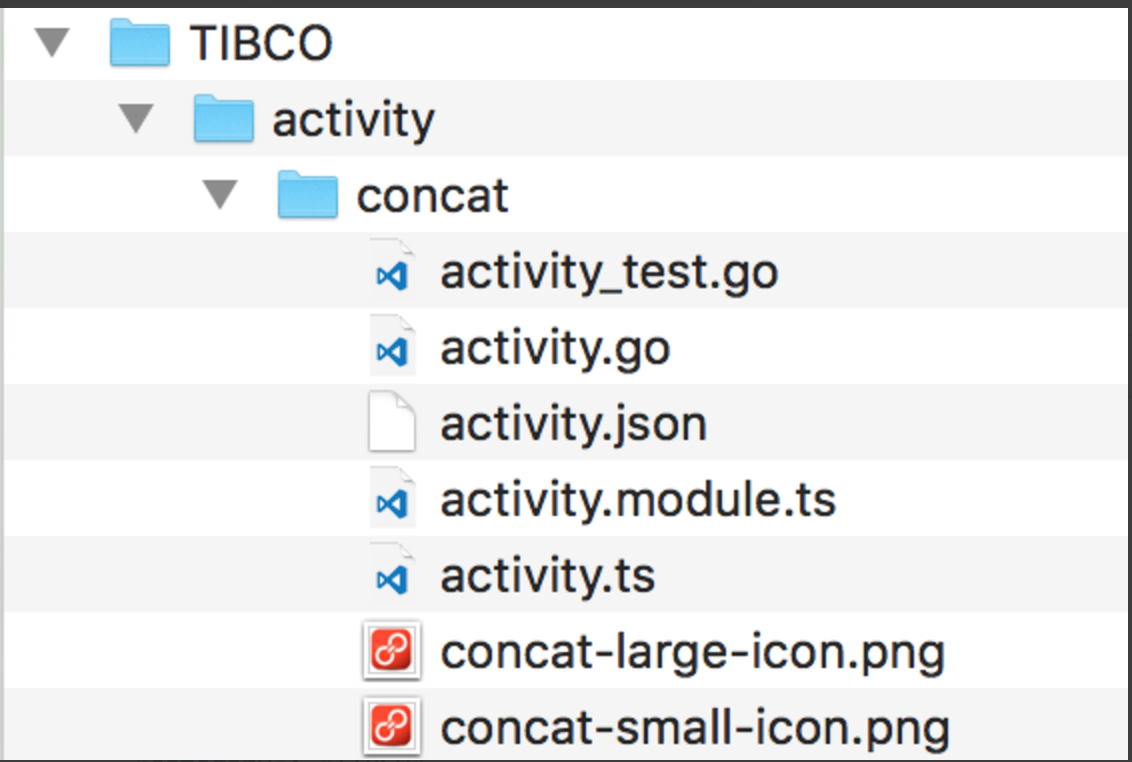 TIBCO
activity
concat
activity_test.go
activity.go
activity.json
activity.module.ts
activity.ts
concat-large-icon.png
concat-small-icon.png